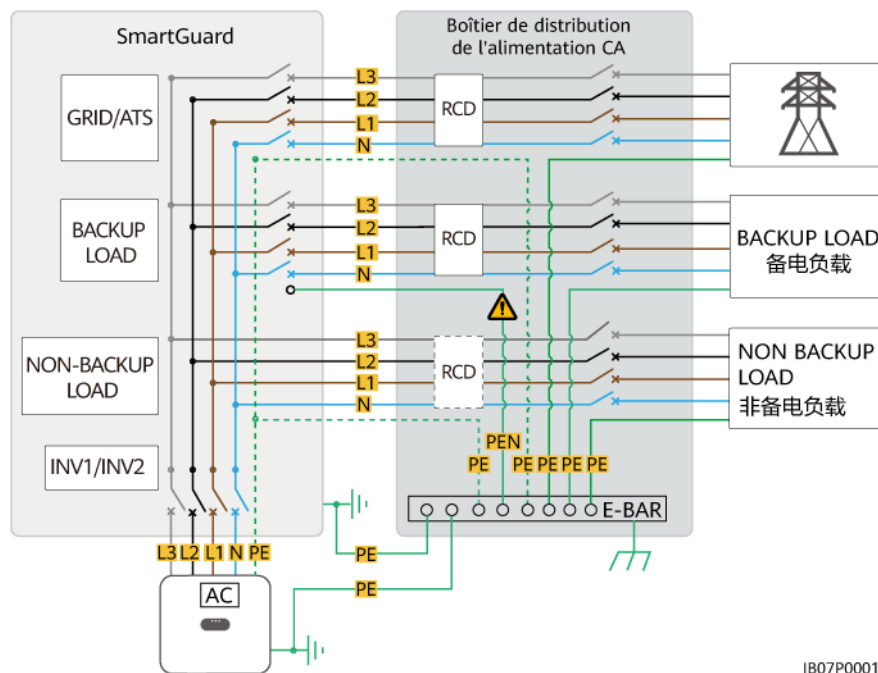 SmartGuard
Boîtier de distribution
de l'alimentation CA
GRID/ATS
L3
L2
L1
N
RCD
BACKUP
LOAD
L3
L2
L1
N
RCD
BACKUP LOAD
备电负载
NON-BACKUP
LOAD
L3
L2
L1
N
RCD
NON BACKUP
LOAD
非备电负载
INV1/INV2
PEN
PE PE PE PE PE
E-BAR
L3 L2 L1 N PE
PE
PE
AC
IB07P0001